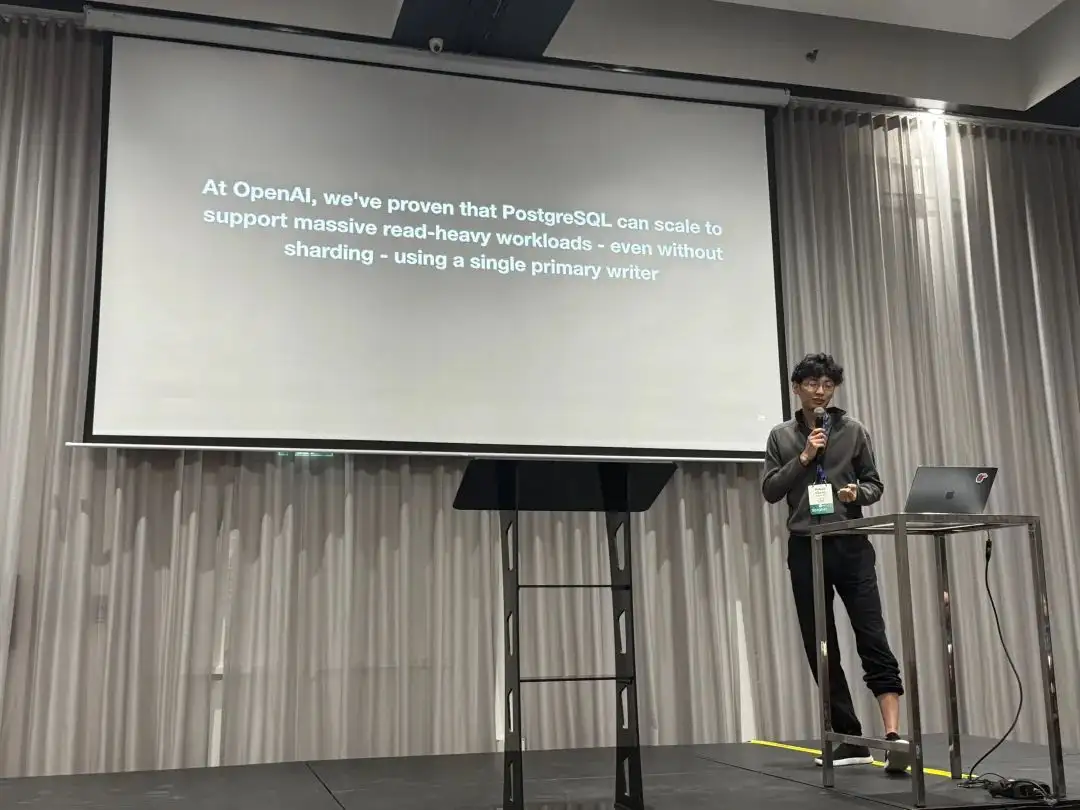 At OpenAI, we've proven that PostgreSQL can scale to
support massive read-heavy workloads - even without
sharding - using a single primary writer